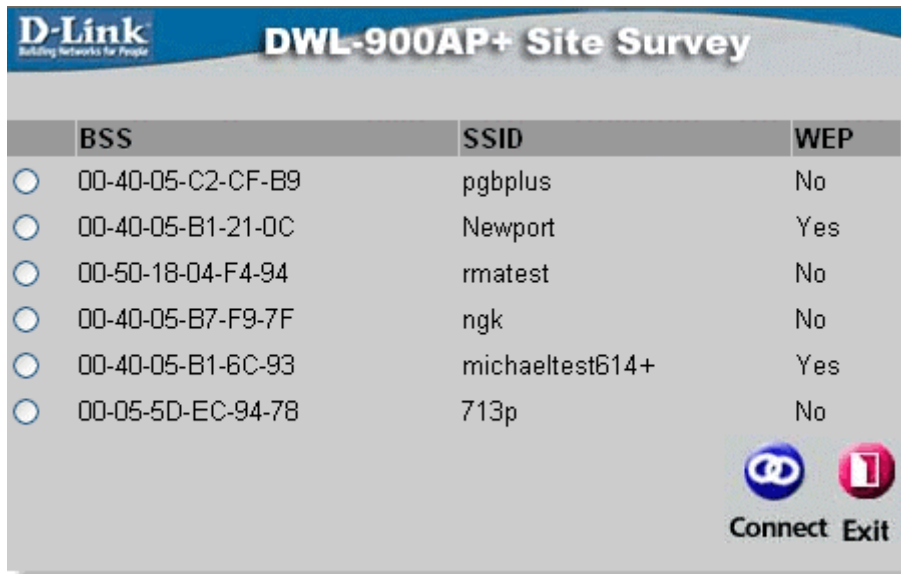 D-Link
Building Networks for People
DWL-900AP+ Site Survey
BSS SSID WEP
00-40-05-C2-CF-B9 pgbplus No
00-40-05-B1-21-0C Newport Yes
00-50-18-04-F4-94 rmatest No
00-40-05-B7-F9-7F ngk No
00-40-05-B1-6C-93 michaeltest614+ Yes
00-05-5D-EC-94-78 713p No
Connect Exit